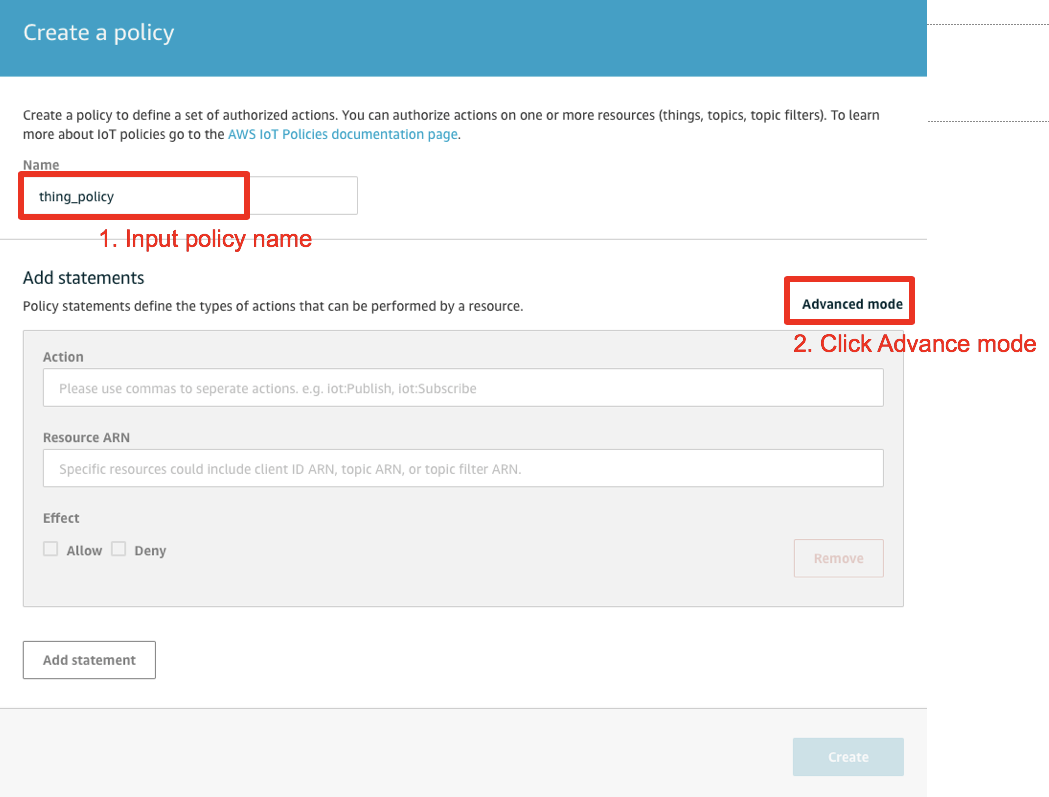 Create a policy
Create a policy to define a set of authorized actions. You can authorize actions on one or more resources (things, topics, topic filters). To learn
more about IoT policies go to the AWS IoT Policies documentation page.
Name
thing_policy
1. Input policy name
Add statements
Policy statements define the types of actions that can be performed by a resource.
Advanced mode
2. Click Advance mode
Action
Please use commas to seperate actions. e.g. iot:Publish, iot:Subscribe
Resource ARN
Specific resources could include client ID ARN, topic ARN, or topic filter ARN.
Effect
Allow Deny
Remove
Add statement
Create